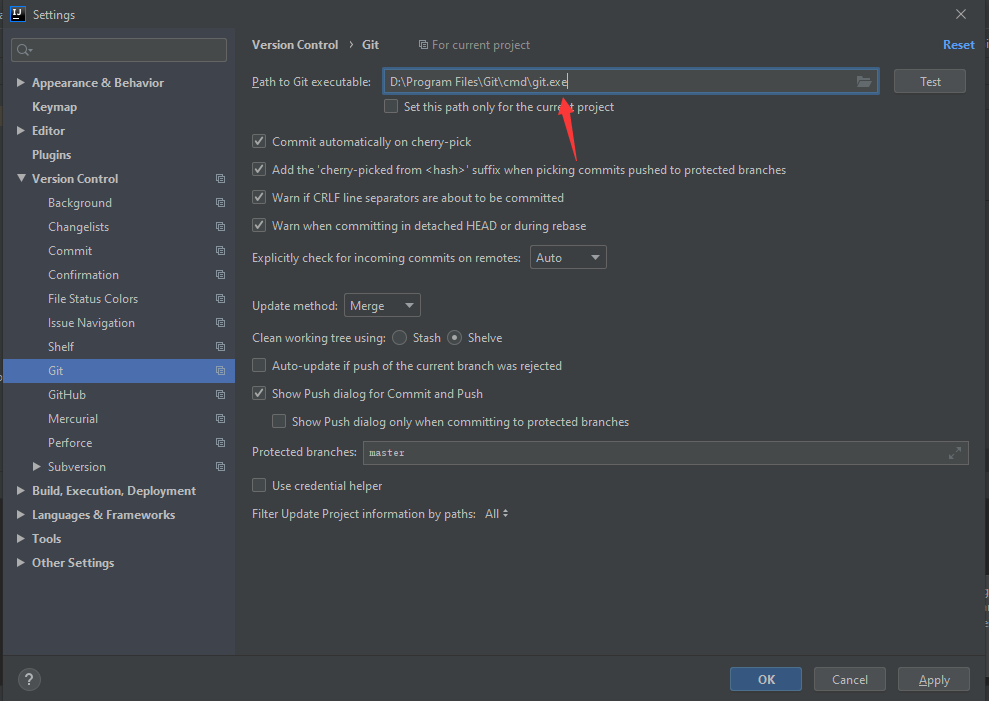 IJ Settings
Version Control › Git For current project Reset
Appearance & Behavior
Keymap
Editor
Plugins
Version Control
Background
Changelists
Commit
Confirmation
File Status Colors
Issue Navigation
Shelf
Git
GitHub
Mercurial
Perforce
Subversion
Build, Execution, Deployment
Languages & Frameworks
Tools
Other Settings
Path to Git executable: D:\Program Files\Git\cmd\git.exe Test
Set this path only for the current project
Commit automatically on cherry-pick
Add the 'cherry-picked from <hash>' suffix when picking commits pushed to protected branches
Warn if CRLF line separators are about to be committed
Warn when committing in detached HEAD or during rebase
Explicitly check for incoming commits on remotes: Auto
Update method: Merge
Clean working tree using: Stash Shelve
Auto-update if push of the current branch was rejected
Show Push dialog for Commit and Push
Show Push dialog only when committing to protected branches
Protected branches: master
Use credential helper
Filter Update Project information by paths: All
? OK Cancel Apply